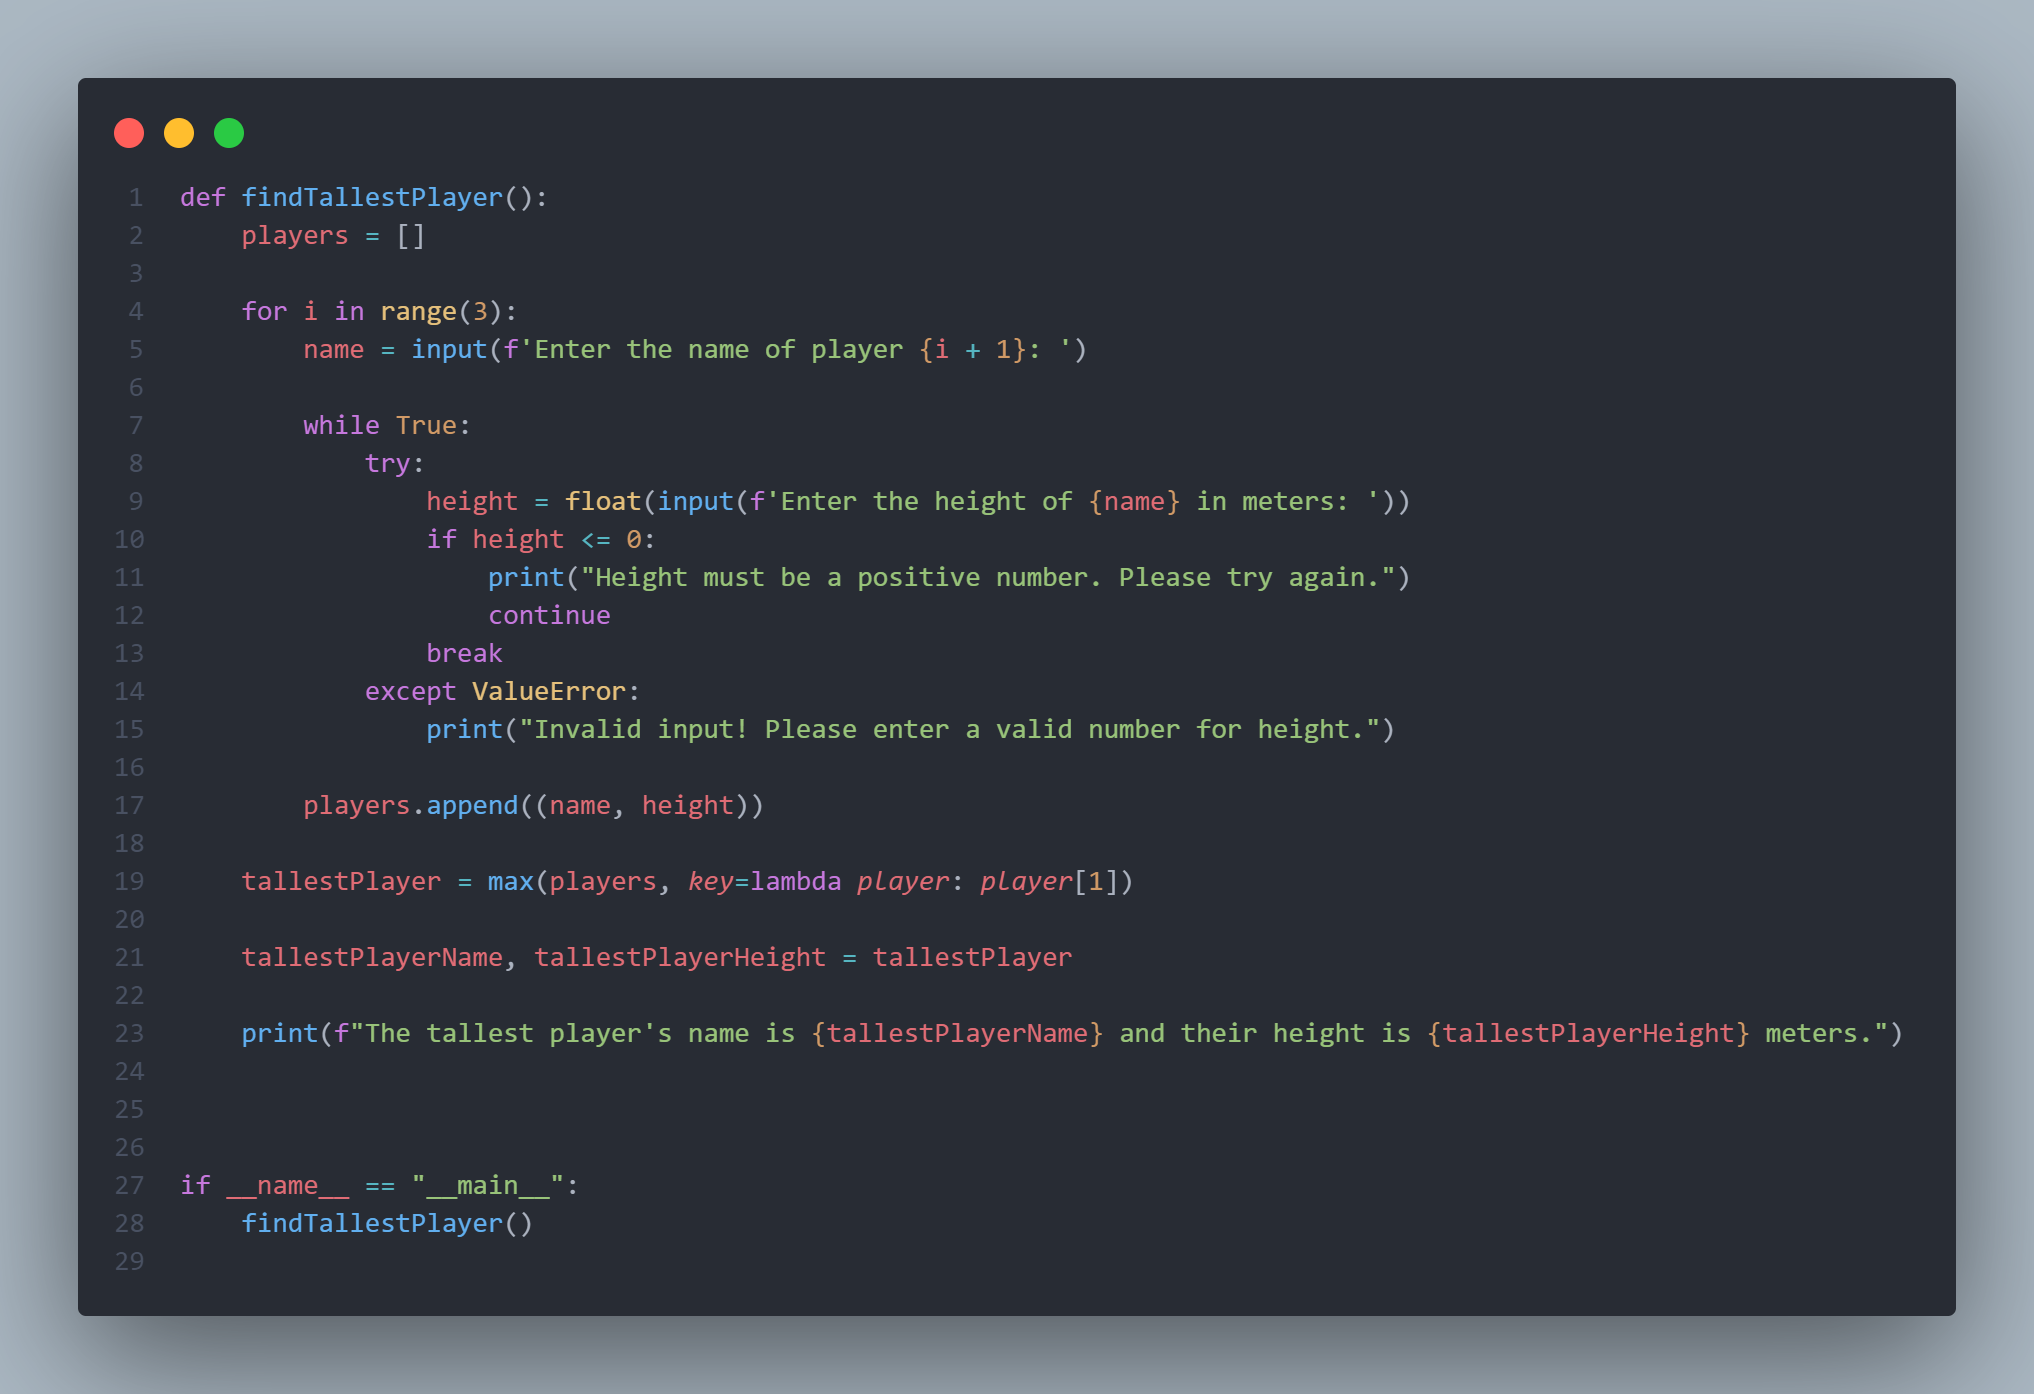 1 def findTallestPlayer():
2     players = []
3
4     for i in range(3):
5         name = input(f'Enter the name of player {i + 1}: ')
6
7         while True:
8             try:
9                 height = float(input(f'Enter the height of {name} in meters: '))
10                 if height <= 0:
11                     print("Height must be a positive number. Please try again.")
12                     continue
13                 break
14             except ValueError:
15                 print("Invalid input! Please enter a valid number for height.")
16
17         players.append((name, height))
18
19     tallestPlayer = max(players, key=lambda player: player[1])
20
21     tallestPlayerName, tallestPlayerHeight = tallestPlayer
22
23     print(f"The tallest player's name is {tallestPlayerName} and their height is {tallestPlayerHeight} meters.")
24
25
26
27 if __name__ == "__main__":
28     findTallestPlayer()
29